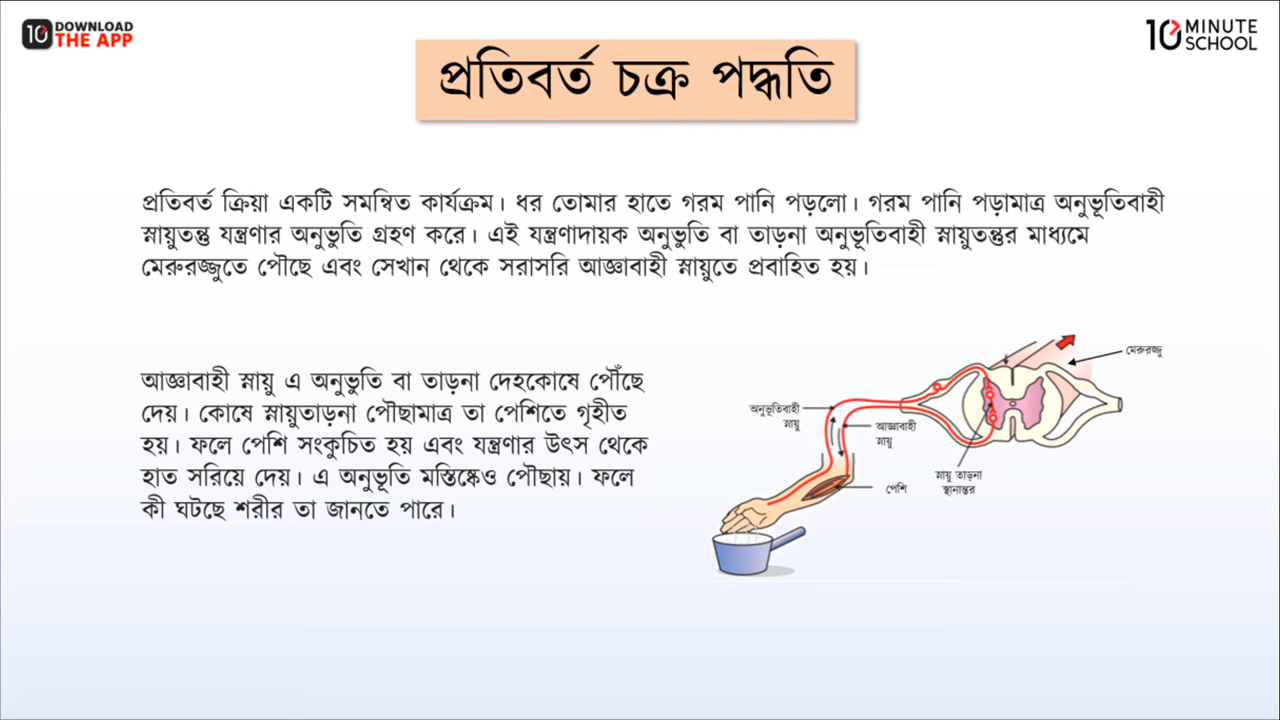 10 DOWNLOAD
THE APP
10 MINUTE
SCHOOL
প্রতিবর্ত চক্র পদ্ধতি
প্রতিবর্ত ক্রিয়া একটি সমন্বিত কার্যক্রম। ধর তোমার হাতে গরম পানি পড়লো। গরম পানি পড়ামাত্র অনুভূতিবাহী
স্নায়ুতন্তু যন্ত্রণার অনুভুতি গ্রহণ করে। এই যন্ত্রণাদায়ক অনুভুতি বা তাড়না অনুভূতিবাহী স্নায়ুতন্তুর মাধ্যমে
মেরুরজ্জুতে পৌছে এবং সেখান থেকে সরাসরি আজ্ঞাবাহী স্নায়ুতে প্রবাহিত হয়।
আজ্ঞাবাহী স্নায়ু এ অনুভুতি বা তাড়না দেহকোষে পৌঁছে
দেয়। কোষে স্নায়ুতাড়না পৌছামাত্র তা পেশিতে গৃহীত
হয়। ফলে পেশি সংকুচিত হয় এবং যন্ত্রণার উৎস থেকে
হাত সরিয়ে দেয়। এ অনুভূতি মস্তিষ্কেও পৌছায়। ফলে
কী ঘটছে শরীর তা জানতে পারে।
মেরুরজ্জু
অনুভূতিবাহী
স্নায়ু
আজ্ঞাবাহী
স্নায়ু
স্নায়ু তাড়না
স্থানান্তর
পেশি